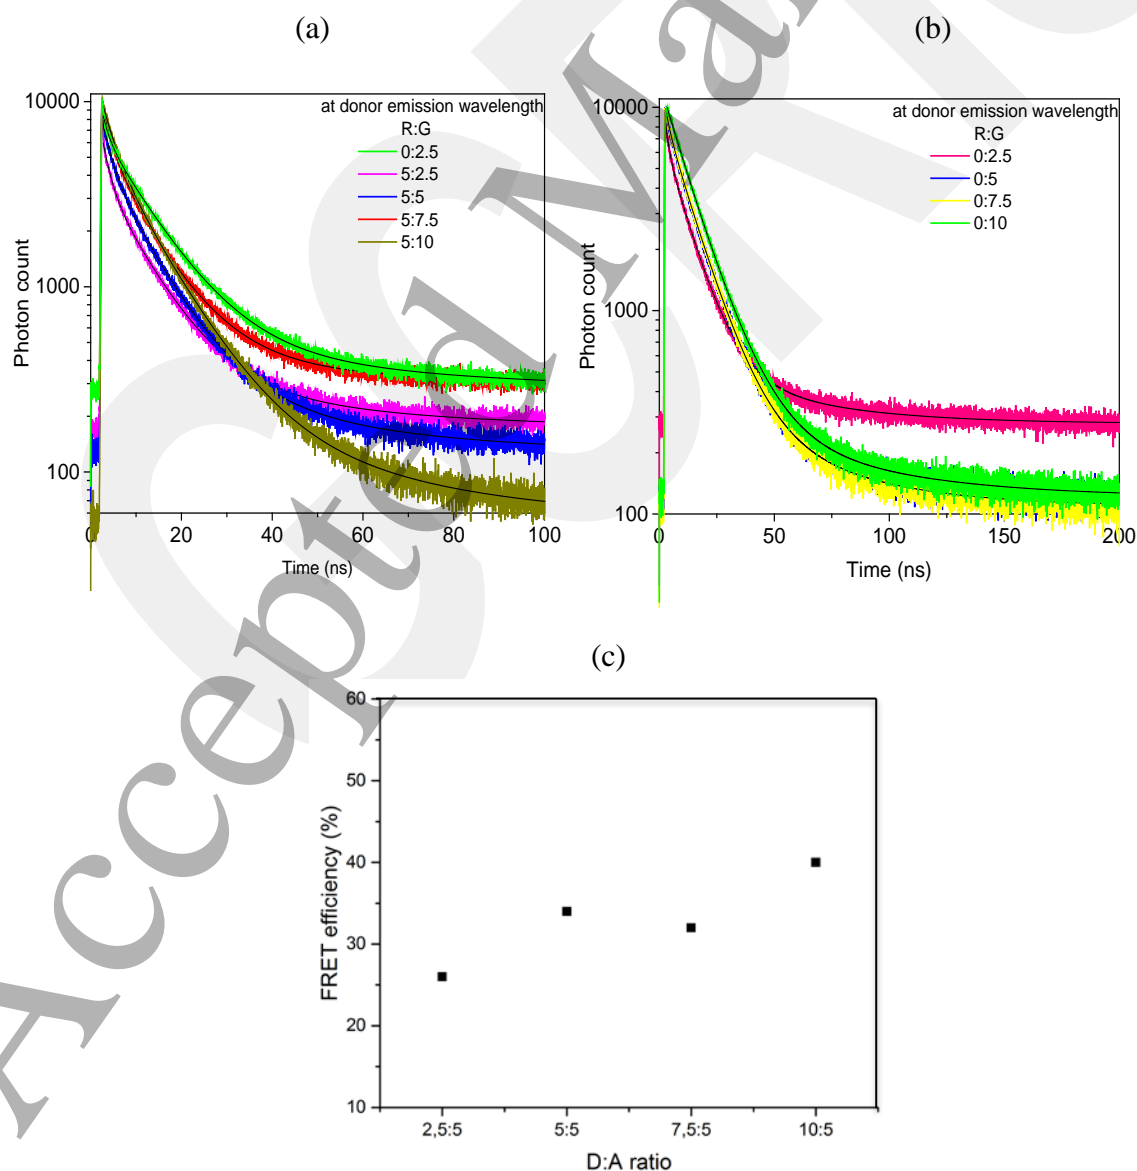 (a)
(b)
at donor emission wavelength
R:G
0:2.5
5:2.5
5:5
5:7.5
5:10
10000
1000
100
Photon count
0 20 40 60 80 100
Time (ns)
at donor emission wavelength
R:G
0:2.5
0:5
0:7.5
0:10
10000
1000
100
Photon count
0 50 100 150 200
Time (ns)
(c)
60
50
40
30
20
10
FRET efficiency (%)
2,5:5 5:5 7,5:5 10:5
D:A ratio
Accepted Man